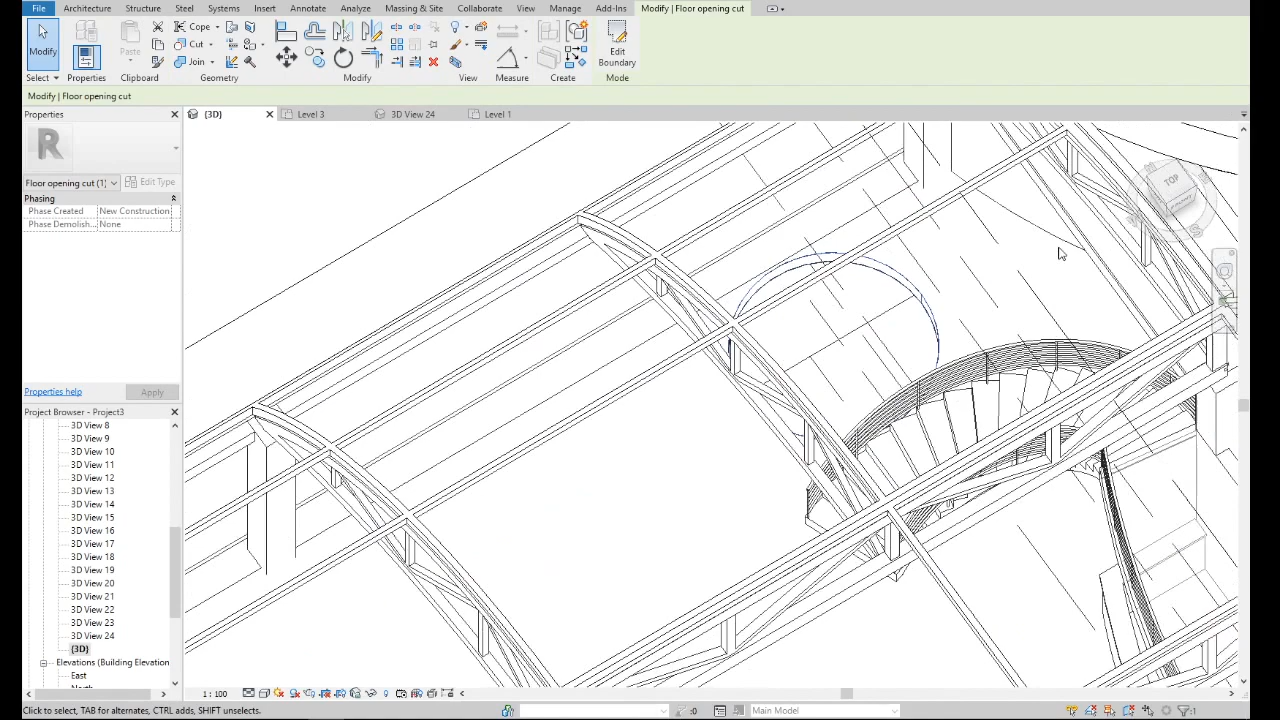 File Architecture Structure Steel Systems Insert Annotate Analyze Massing & Site Collaborate View Manage Add-Ins Modify | Floor opening cut
Modify Paste Cope Cut Join Edit Boundary
Select Properties Clipboard Geometry Modify View Measure Create Mode
Modify | Floor opening cut
Properties
{3D} Level 3 3D View 24 Level 1
Floor opening cut (1) Edit Type
Phasing
Phase Created New Construction
Phase Demolish... None
Properties help Apply
Project Browser - Project3
3D View 8
3D View 9
3D View 10
3D View 11
3D View 12
3D View 13
3D View 14
3D View 15
3D View 16
3D View 17
3D View 18
3D View 19
3D View 20
3D View 21
3D View 22
3D View 23
3D View 24
{3D}
Elevations (Building Elevation
East
TOP
1 : 100
Click to select, TAB for alternates, CTRL adds, SHIFT unselects. :0 Main Model :1